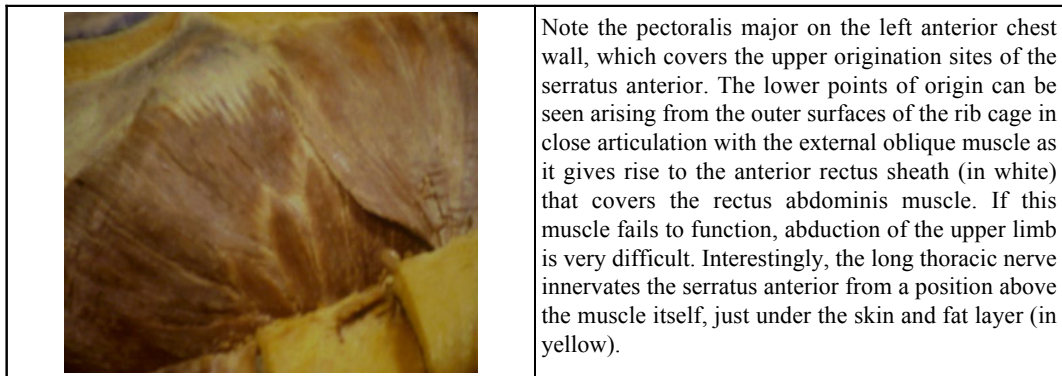 Note the pectoralis major on the left anterior chest
wall, which covers the upper origination sites of the
serratus anterior. The lower points of origin can be
seen arising from the outer surfaces of the rib cage in
close articulation with the external oblique muscle as
it gives rise to the anterior rectus sheath (in white)
that covers the rectus abdominis muscle. If this
muscle fails to function, abduction of the upper limb
is very difficult. Interestingly, the long thoracic nerve
innervates the serratus anterior from a position above
the muscle itself, just under the skin and fat layer (in
yellow).